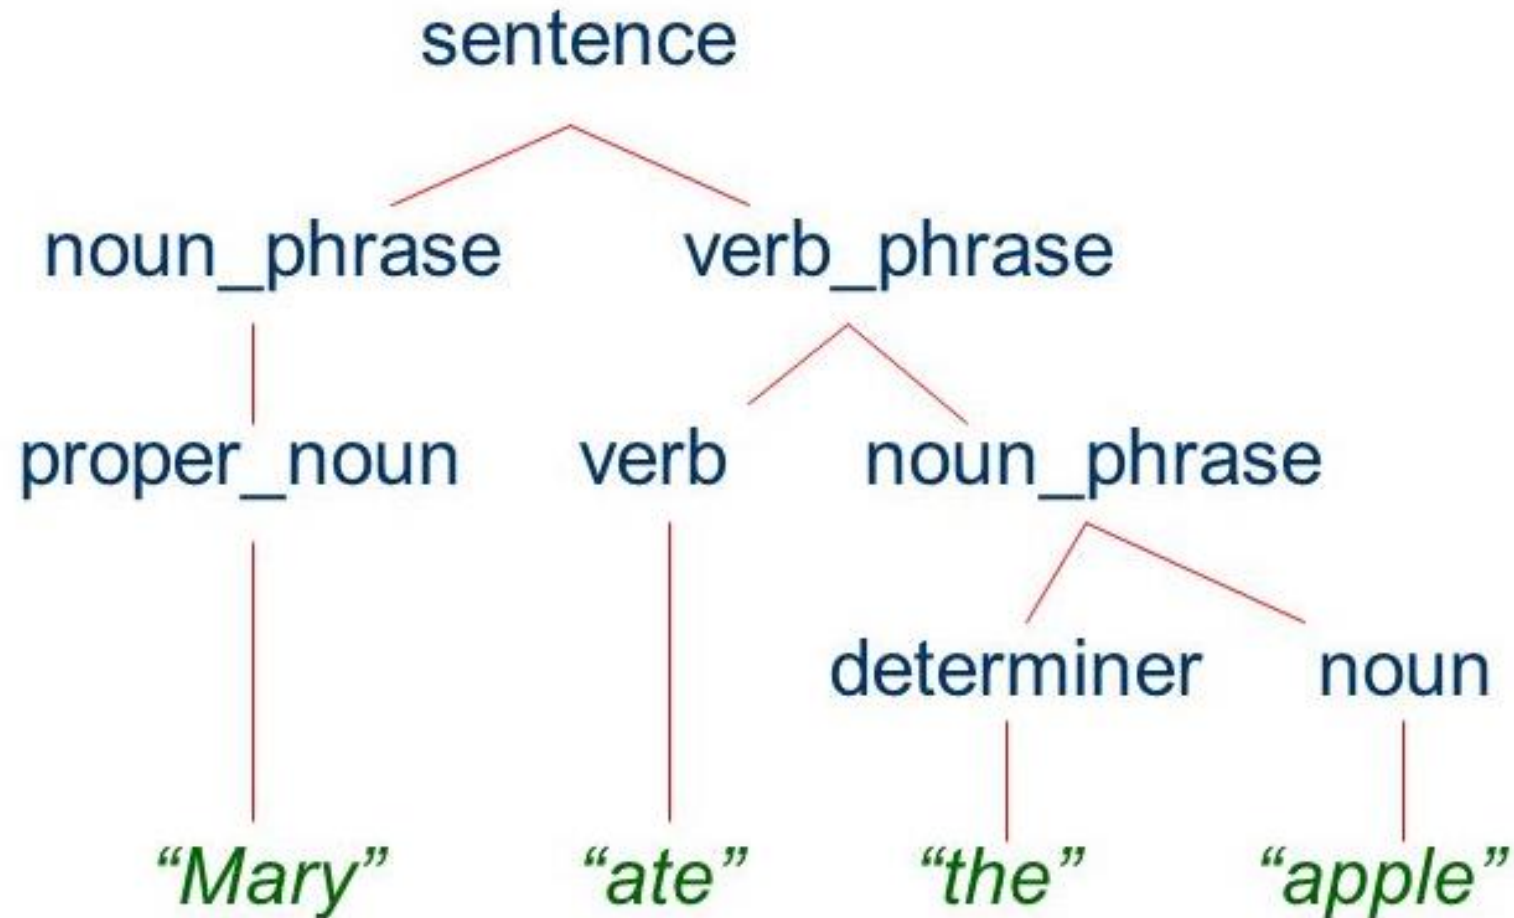 sentence
noun_phrase verb_phrase
proper_noun verb noun_phrase
determiner noun
“Mary” “ate” “the” “apple”